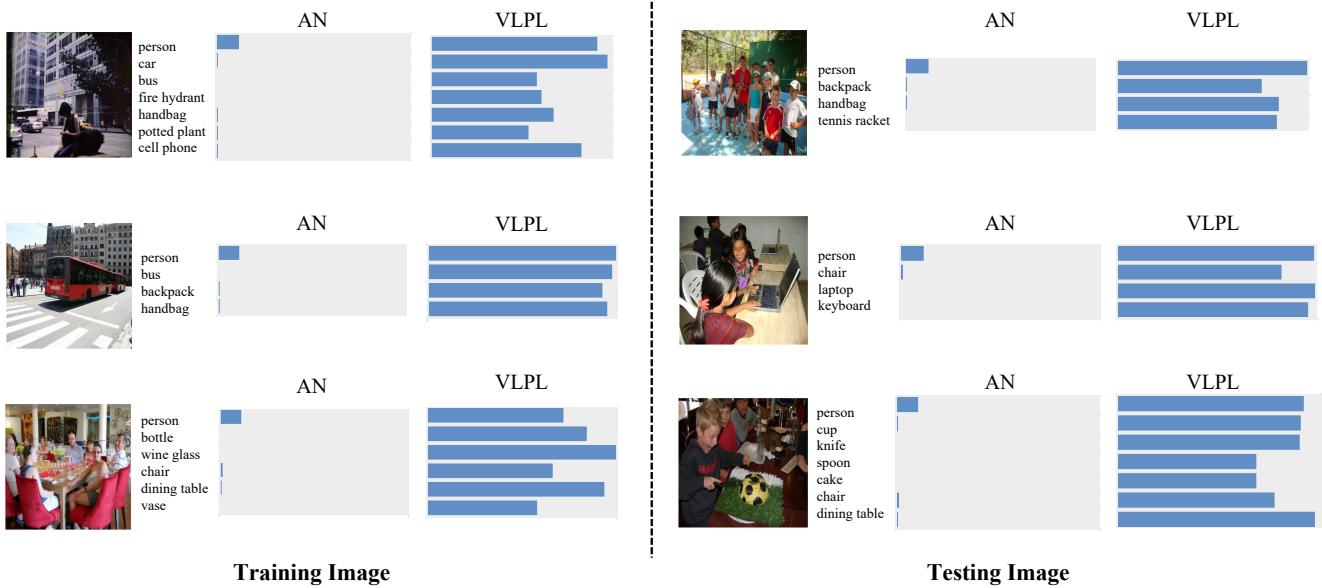 AN
VLPL
person
car
bus
fire hydrant
handbag
potted plant
cell phone
AN
VLPL
person
bus
backpack
handbag
AN
VLPL
person
bottle
wine glass
chair
dining table
vase
Training Image
AN
VLPL
person
backpack
handbag
tennis racket
AN
VLPL
person
chair
laptop
keyboard
AN
VLPL
person
cup
knife
spoon
cake
chair
dining table
Testing Image